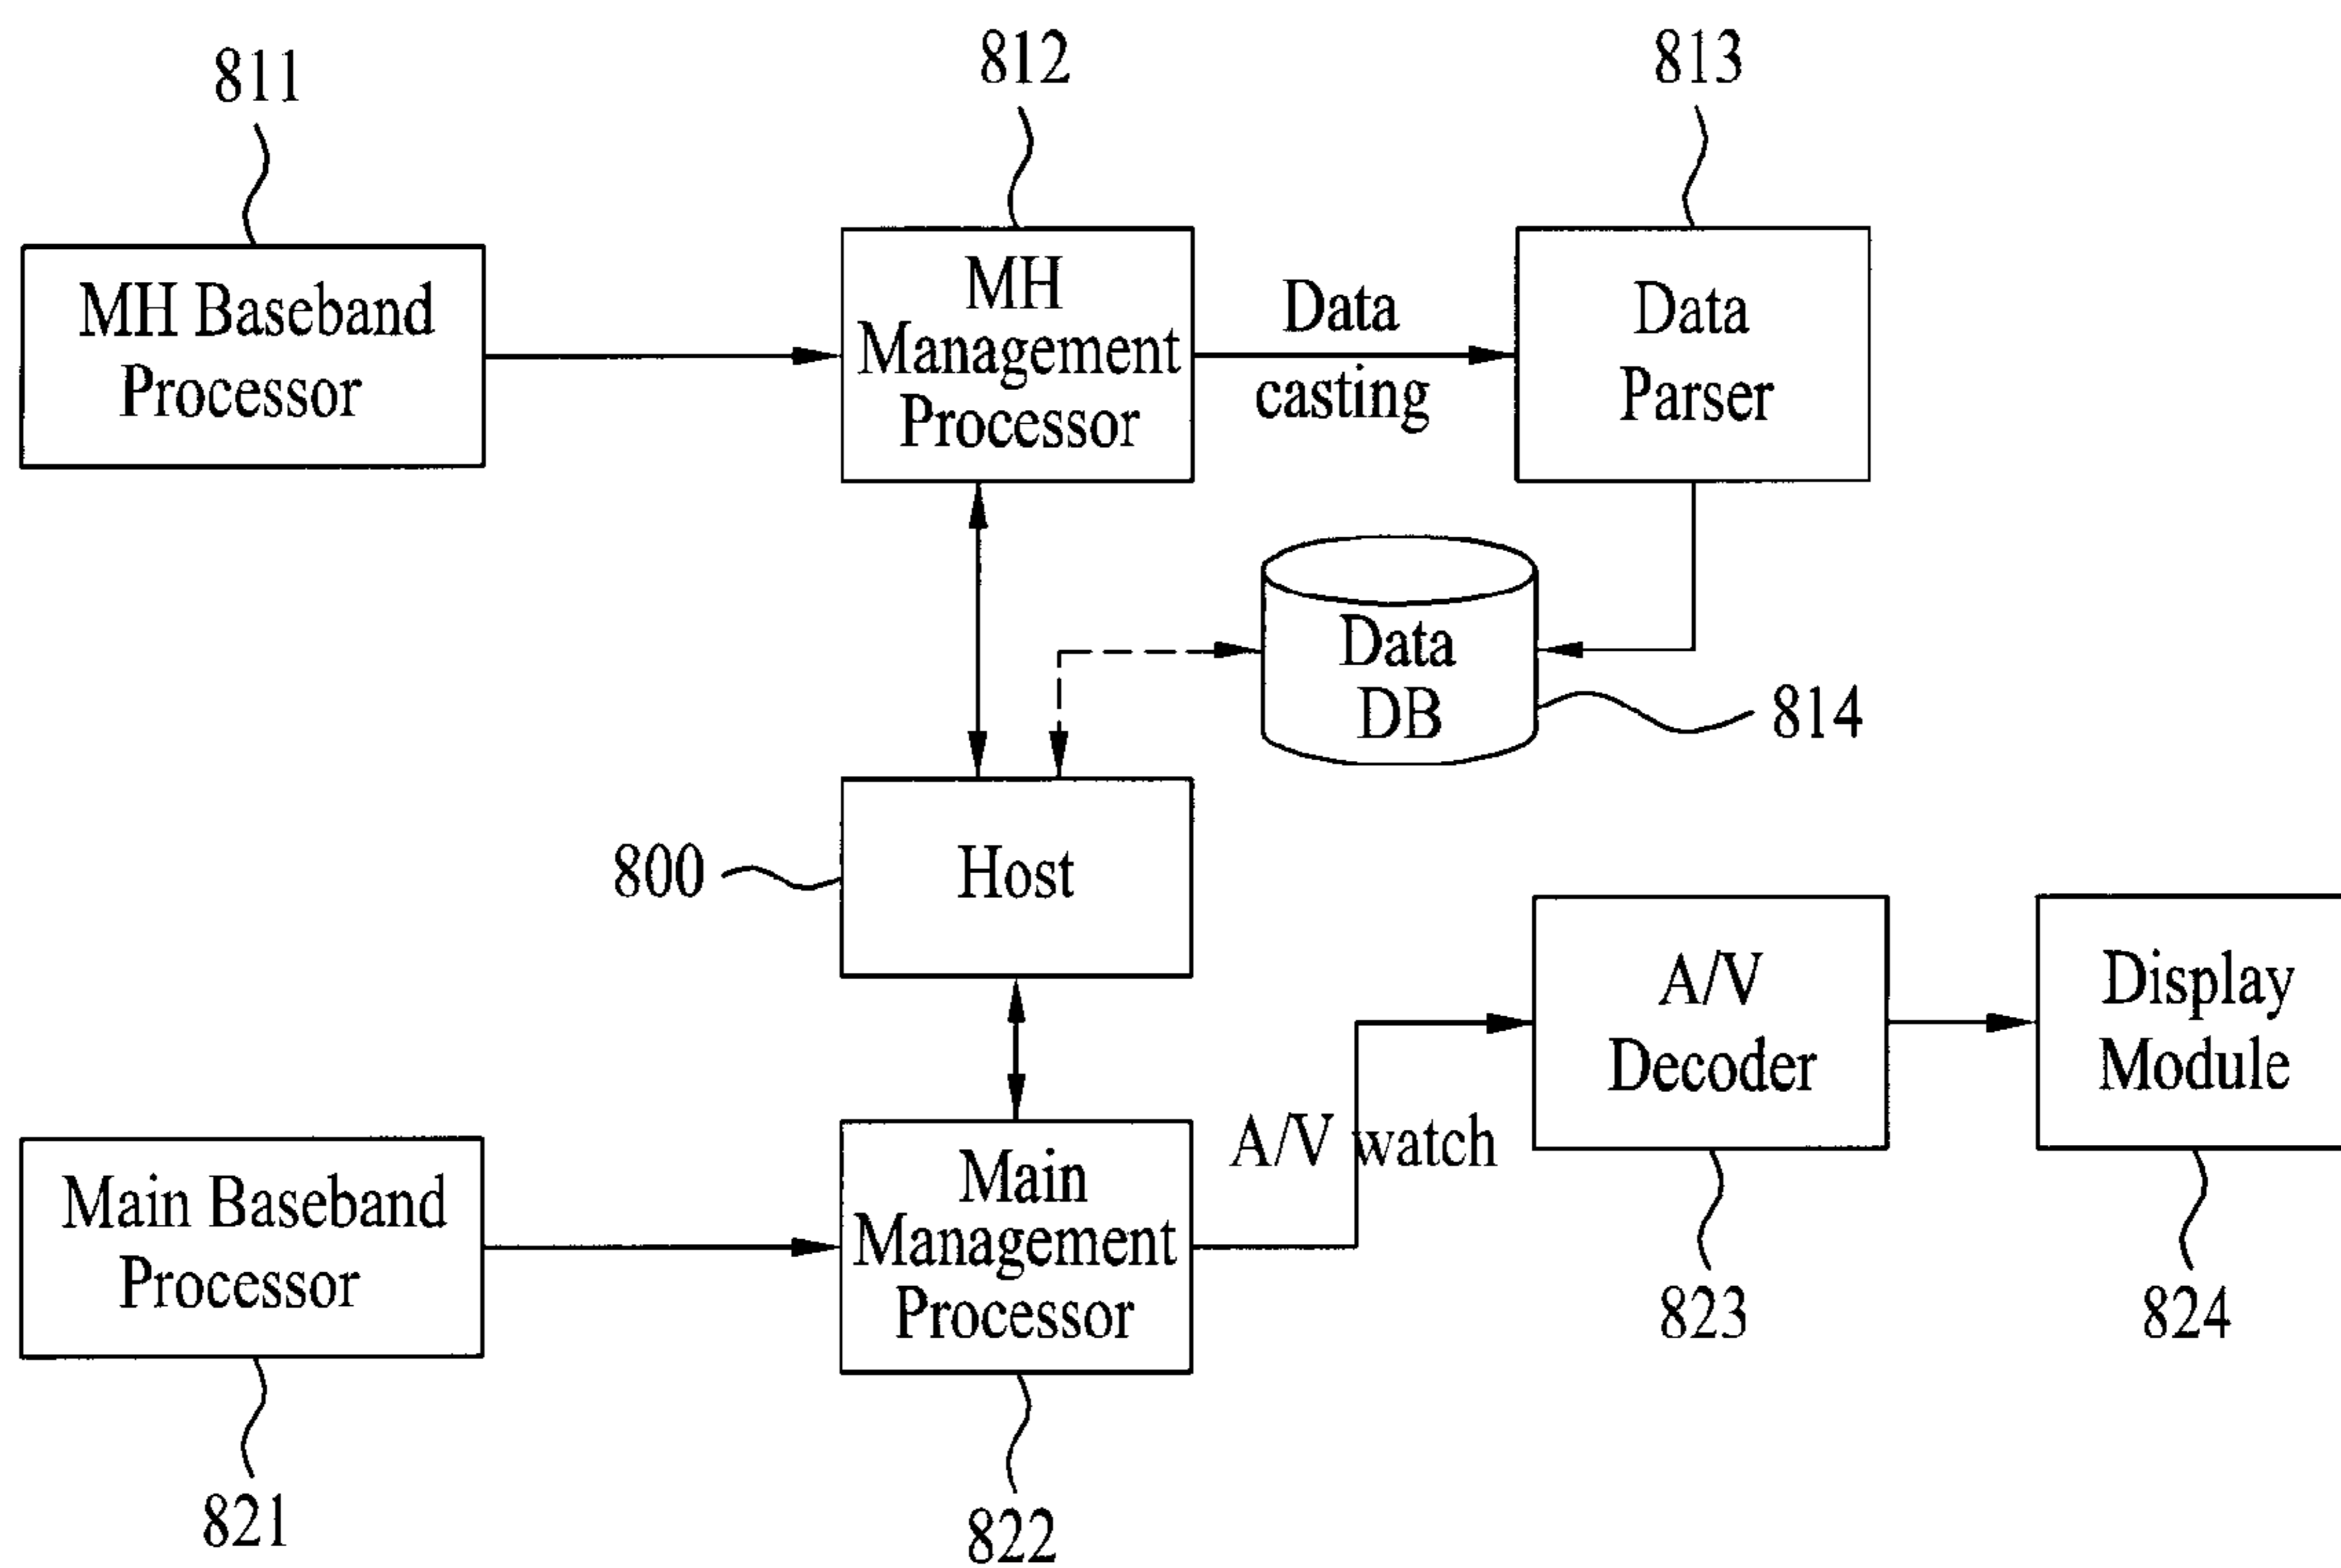 811
812
813
MH Baseband
Processor
MH
Management
Processor
Data
casting
Data
Parser
Data
DB
814
800
Host
A/V
Decoder
Display
Module
A/V watch
Main Baseband
Processor
Main
Management
Processor
823
824
821
822